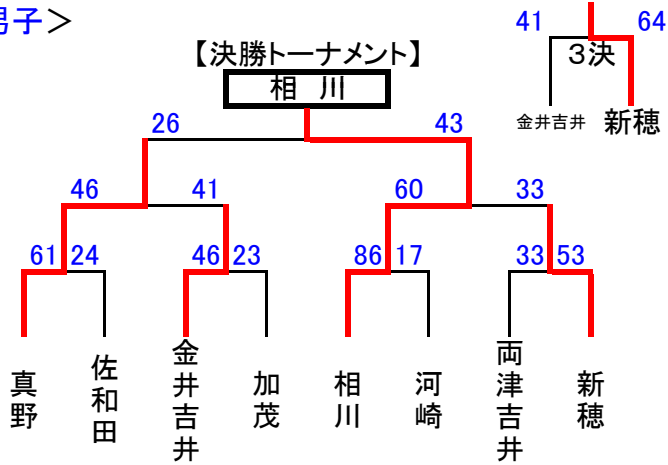 男子＞
【決勝トーナメント】
相 川
41 64
3決
金井吉井 新穂
26 43
46 41 60 33
61 24 46 23 86 17 33 53
真野
佐和田
金井吉井
加茂
相川
河崎
両津吉井
新穂